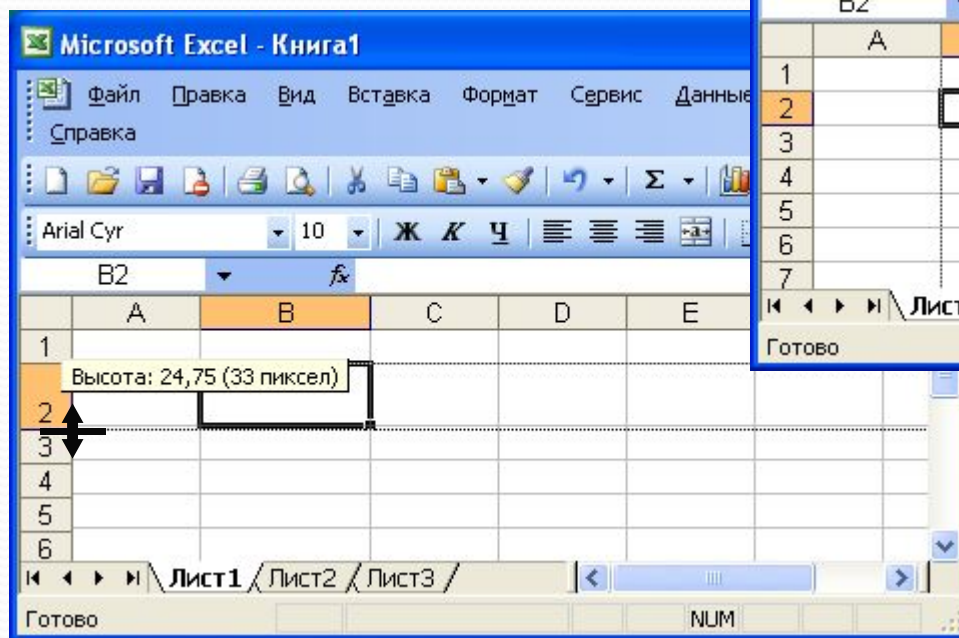 Microsoft Excel - Книга1
Файл Правка Вид Вставка Формат Сервис Данные
Справка
Arial Cyr 10 Ж К Ч
B2 fx
A B C D E
1
Высота: 24,75 (33 пиксел)
2
3
4
5
6
Лист1 Лист2 Лист3
Готово NUM
B2
A
1
2
3
4
5
6
7
Лист
Готово